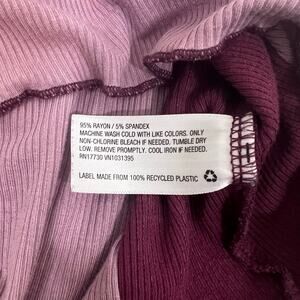 95% RAYON / 5% SPANDEX
MACHINE WASH COLD WITH LIKE COLORS. ONLY
NON-CHLORINE BLEACH IF NEEDED. TUMBLE DRY
LOW. REMOVE PROMPTLY. COOL IRON IF NEEDED.
RN17730 VN1031395
LABEL MADE FROM 100% RECYCLED PLASTIC